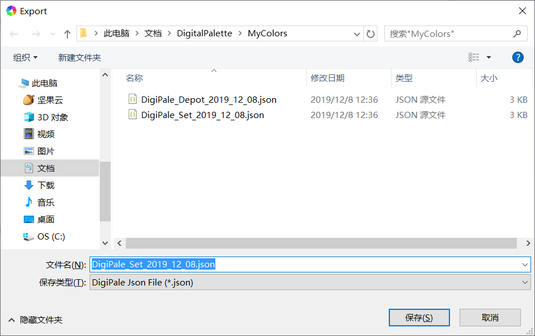 Export
此电脑 › 文档 › DigitalPalette › MyColors
搜索"MyColors"
组织 新建文件夹
名称 修改日期 类型 大小
此电脑
坚果云
3D 对象
视频
图片
文档
下载
音乐
桌面
OS (C:)
DigiPale_Depot_2019_12_08.json 2019/12/8 12:36 JSON 源文件 3 KB
DigiPale_Set_2019_12_08.json 2019/12/8 12:36 JSON 源文件 3 KB
文件名(N): DigiPale_Set_2019_12_08.json
保存类型(T): DigiPale Json File (*.json)
隐藏文件夹 保存(S) 取消